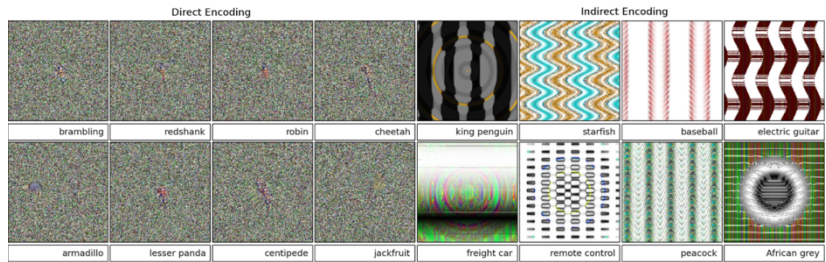 Direct Encoding Indirect Encoding
brambling redshank robin cheetah king penguin starfish baseball electric guitar
armadillo lesser panda centipede jackfruit freight car remote control peacock African grey